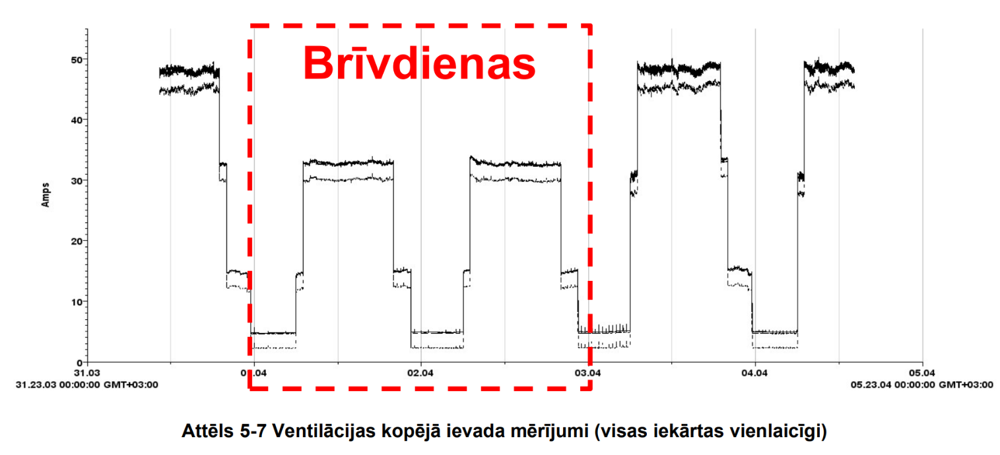 Brīvdienas
50
40
Amps
30
20
10
0
31.03 01.04 02.04 03.04 04.04 05.04
31.23.03 00:00:00 GMT+03:00 05.23.04 00:00:00 GMT+03:00
Attēls 5-7 Ventilācijas kopējā ievada mērījumi (visas iekārtas vienlaicīgi)